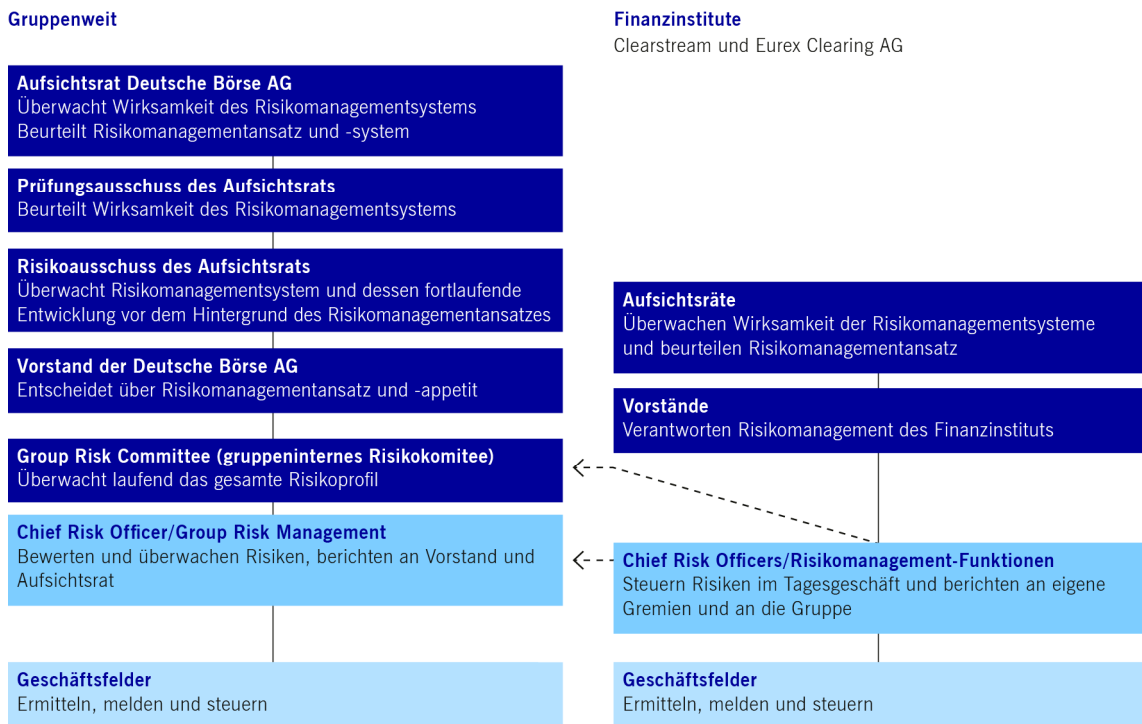 Gruppenweit
Aufsichtsrat Deutsche Börse AG
Überwacht Wirksamkeit des Risikomanagementsystems
Beurteilt Risikomanagementansatz und -system
Prüfungsausschuss des Aufsichtsrats
Beurteilt Wirksamkeit des Risikomanagementsystems
Risikoausschuss des Aufsichtsrats
Überwacht Risikomanagementsystem und dessen fortlaufende
Entwicklung vor dem Hintergrund des Risikomanagementansatzes
Vorstand der Deutsche Börse AG
Entscheidet über Risikomanagementansatz und -appetit
Group Risk Committee (gruppeninternes Risikokomitee)
Überwacht laufend das gesamte Risikoprofil
Chief Risk Officer/Group Risk Management
Bewerten und überwachen Risiken, berichten an Vorstand und
Aufsichtsrat
Geschäftsfelder
Ermitteln, melden und steuern
Finanzinstitute
Clearstream und Eurex Clearing AG
Aufsichtsräte
Überwachen Wirksamkeit der Risikomanagementsysteme
und beurteilen Risikomanagementansatz
Vorstände
Verantworten Risikomanagement des Finanzinstituts
Chief Risk Officers/Risikomanagement-Funktionen
Steuern Risiken im Tagesgeschäft und berichten an eigene
Gremien und an die Gruppe
Geschäftsfelder
Ermitteln, melden und steuern